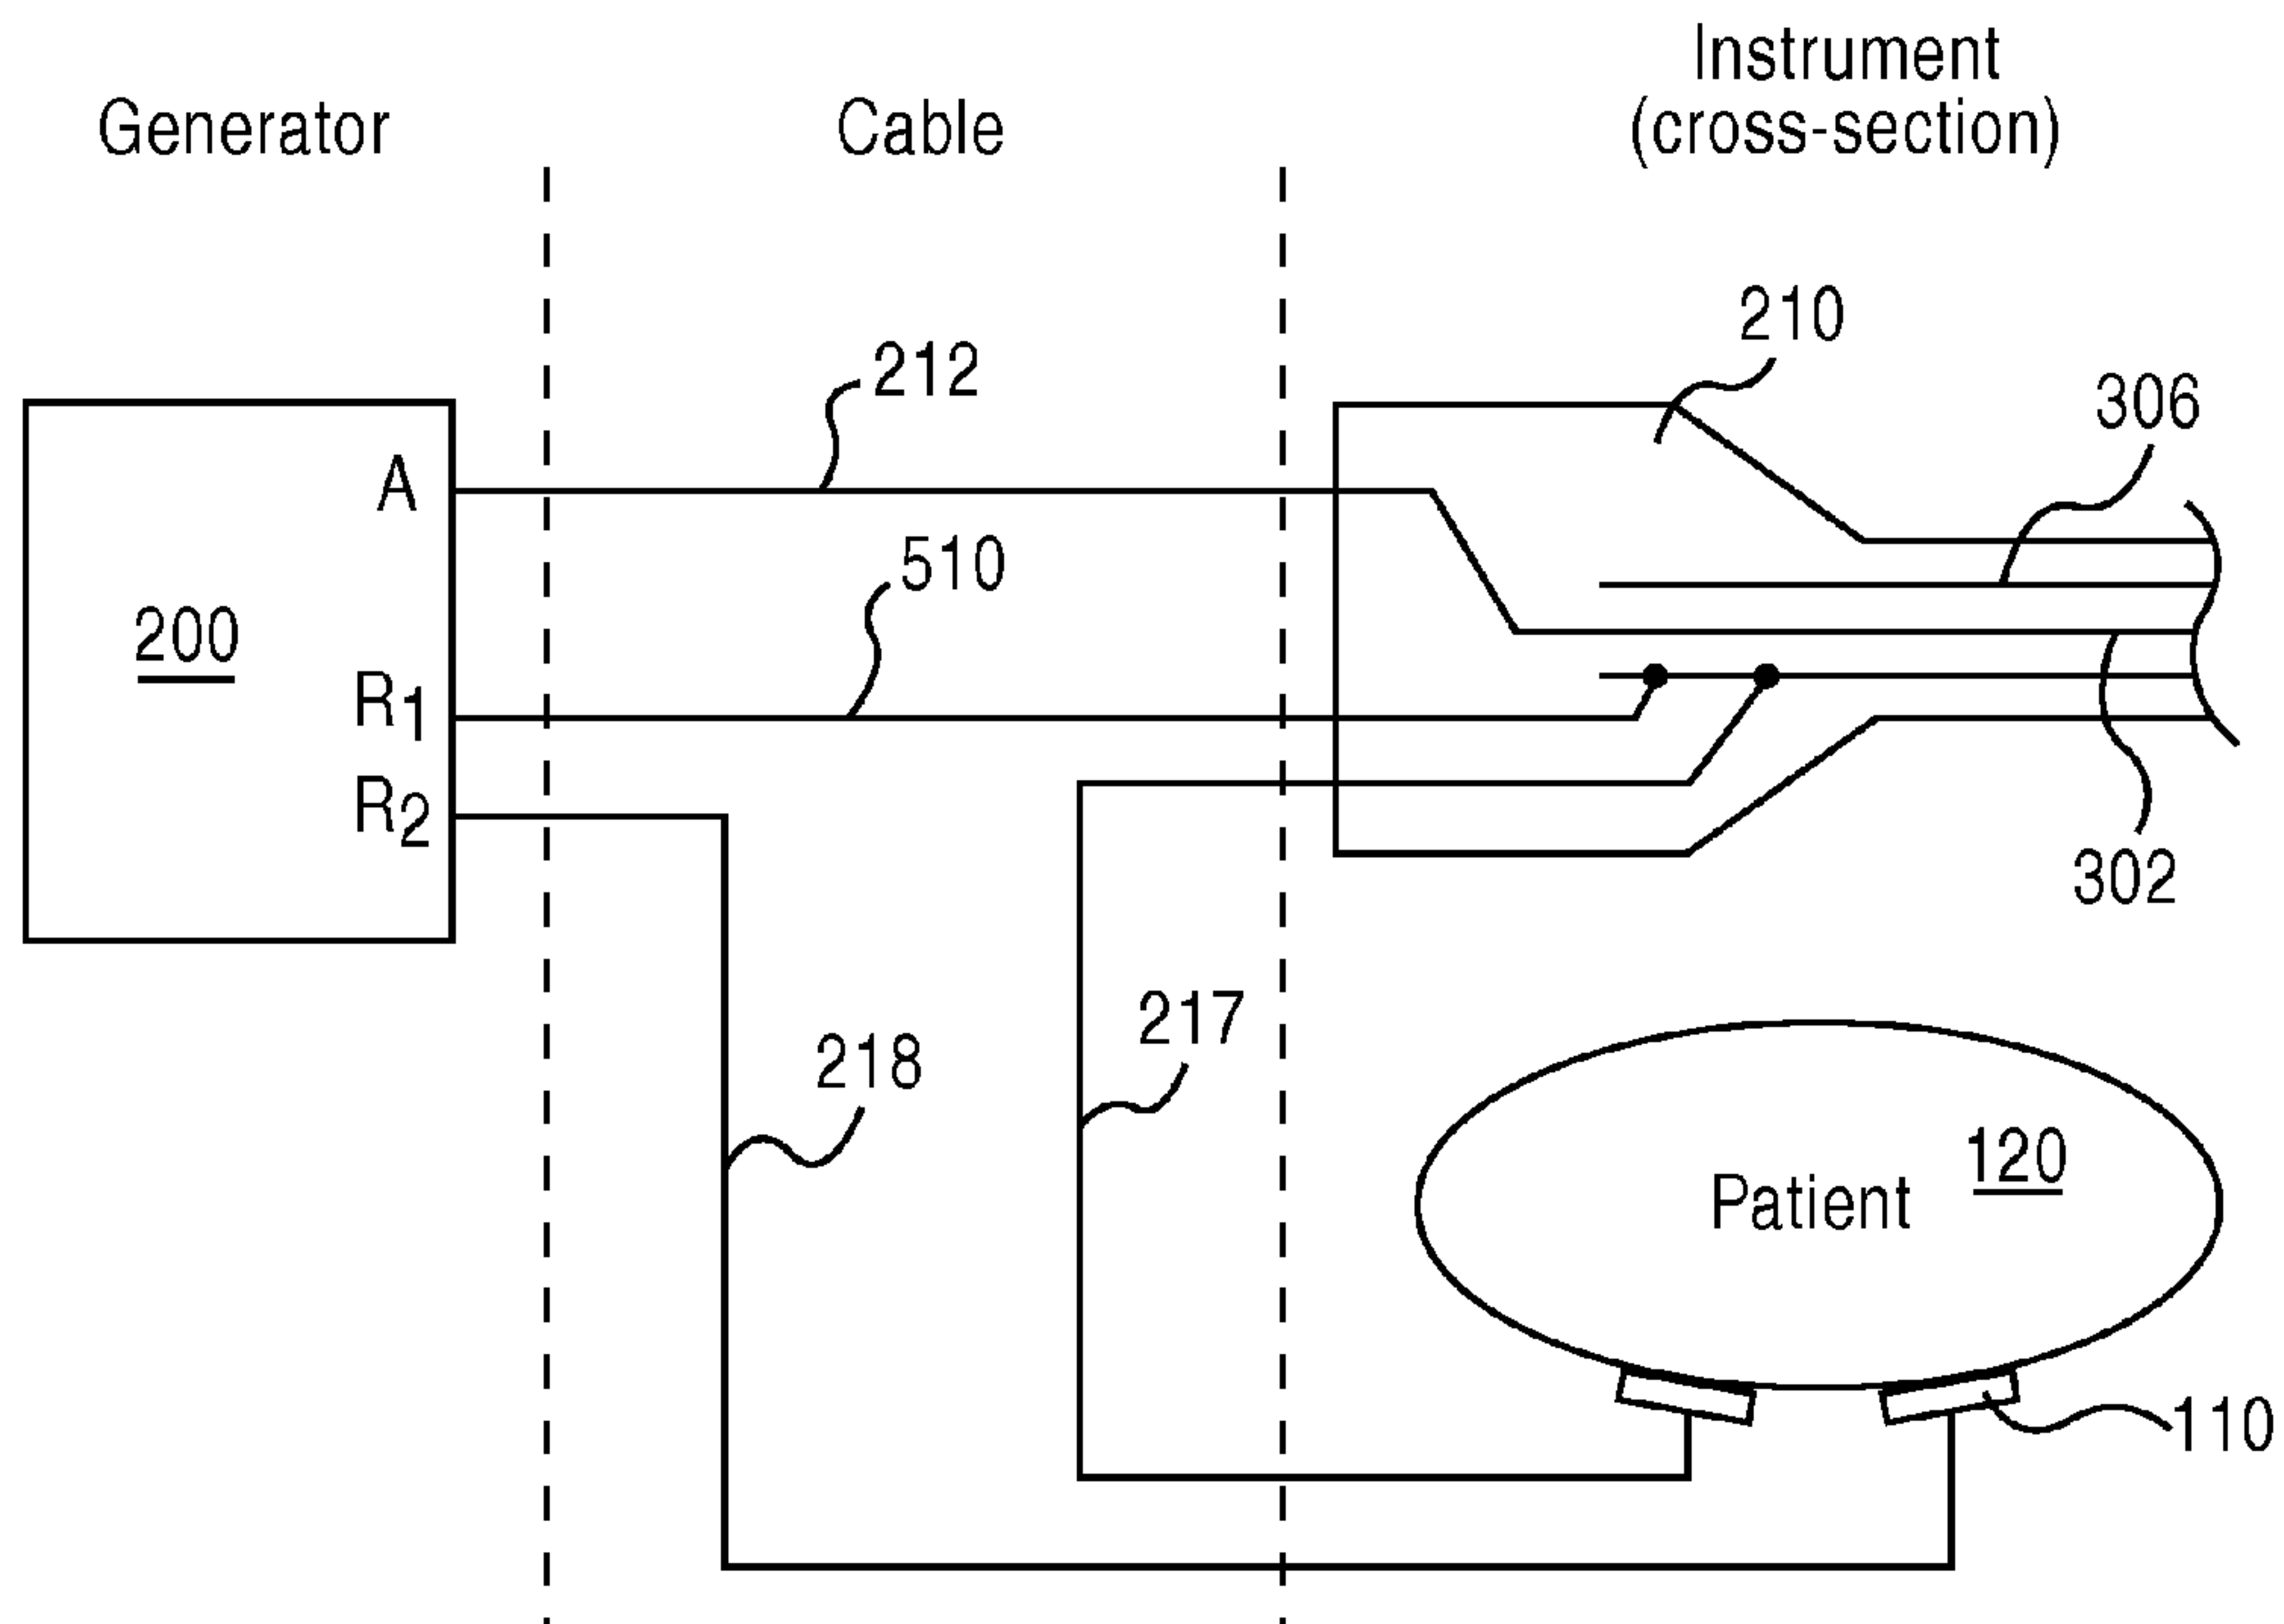 Instrument
(cross-section)
Generator
Cable
210
212
306
A
510
200
R1
R2
302
217
218
120
Patient
110